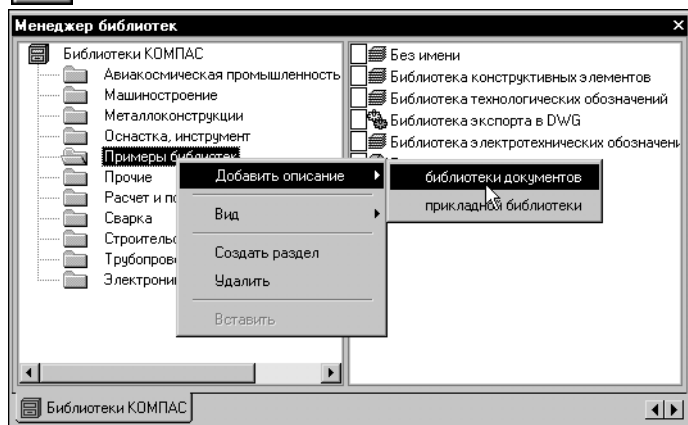 Менеджер библиотек
Библиотеки КОМПАС
Авиакосмическая промышленность
Машиностроение
Металлоконструкции
Оснастка, инструмент
Примеры библиотек
Прочие
Расчет и по
Сварка
Строительс
Трубопрове
Электрони
Без имени
Библиотека конструктивных элементов
Библиотека технологических обозначений
Библиотека экспорта в DWG
Библиотека электротехнических обозначени
Добавить описание
Вид
Создать раздел
Удалить
Вставить
библиотеки документов
прикладной библиотеки
Библиотеки КОМПАС